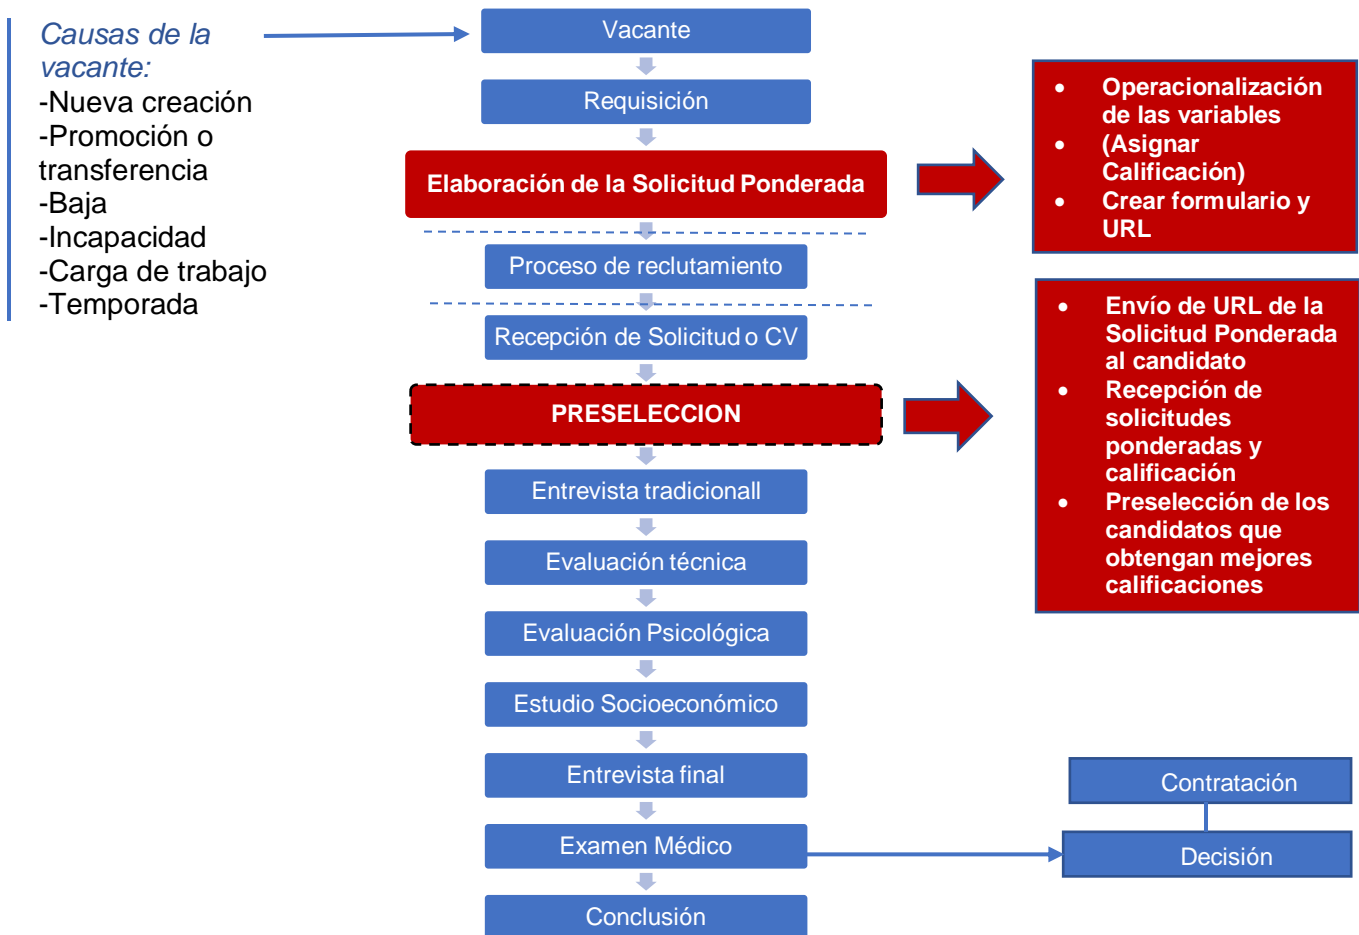 Causas de la
vacante:
-Nueva creación
-Promoción o
transferencia
-Baja
-Incapacidad
-Carga de trabajo
-Temporada
Vacante
Requisición
Elaboración de la Solicitud Ponderada
• Operacionalización
de las variables
• (Asignar
Calificación)
• Crear formulario y
URL
Proceso de reclutamiento
Recepción de Solicitud o CV
PRESELECCION
• Envío de URL de la
Solicitud Ponderada
al candidato
• Recepción de
solicitudes
ponderadas y
calificación
• Preselección de los
candidatos que
obtengan mejores
calificaciones
Entrevista tradicionall
Evaluación técnica
Evaluación Psicológica
Estudio Socioeconómico
Entrevista final
Examen Médico
Contratación
Decisión
Conclusión